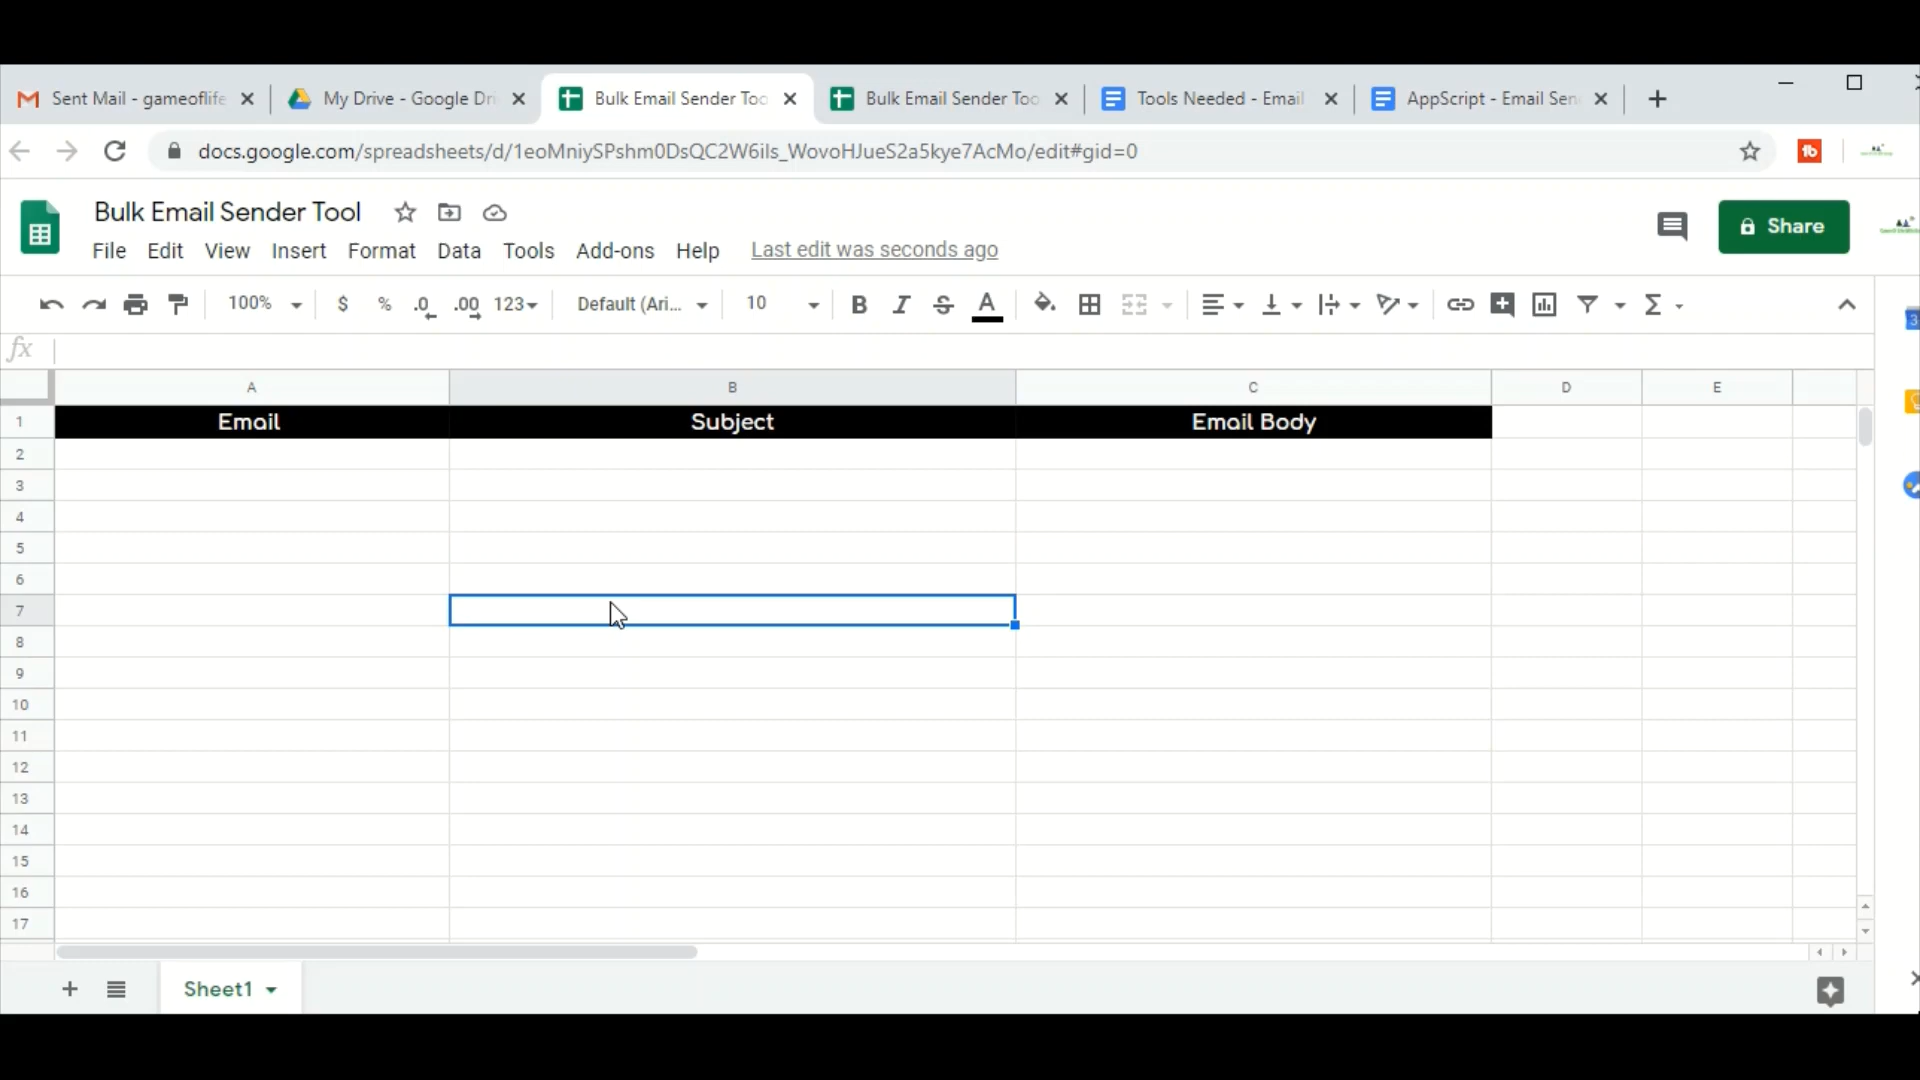 Sent Mail - gameoflife
My Drive - Google Dri
Bulk Email Sender Too
Bulk Email Sender Too
Tools Needed - Email
AppScript - Email Sen
docs.google.com/spreadsheets/d/1eoMniySPshm0DsQC2W6iIs_WovoHJueS2a5kye7AcMo/edit#gid=0
Bulk Email Sender Tool
Share
File Edit View Insert Format Data Tools Add-ons Help Last edit was seconds ago
100% $ % .0 .00 123 Default (Ari... 10 B I S A Σ
fx
A B C D E
1 Email Subject Email Body
2
3
4
5
6
7
8
9
10
11
12
13
14
15
16
17
Sheet1